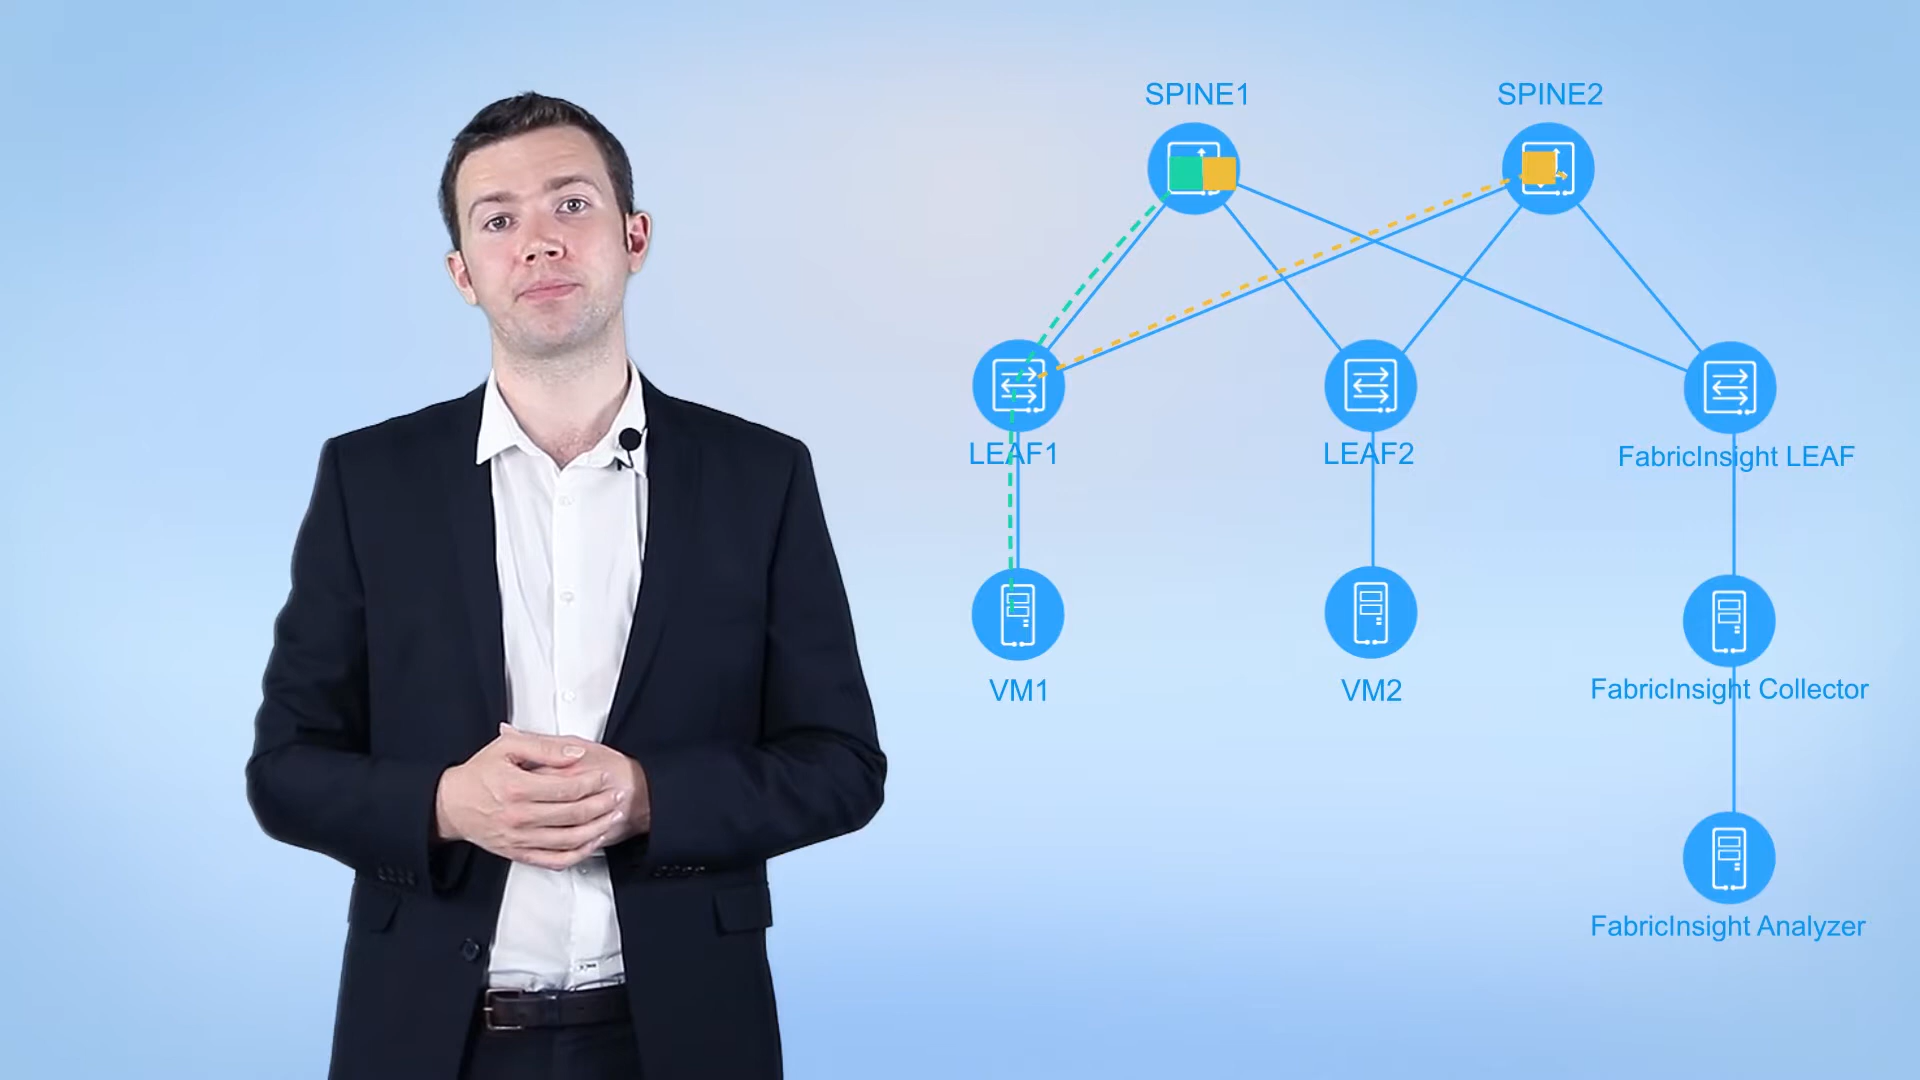 SPINE1
SPINE2
LEAF1
LEAF2
FabricInsight LEAF
VM1
VM2
FabricInsight Collector
FabricInsight Analyzer